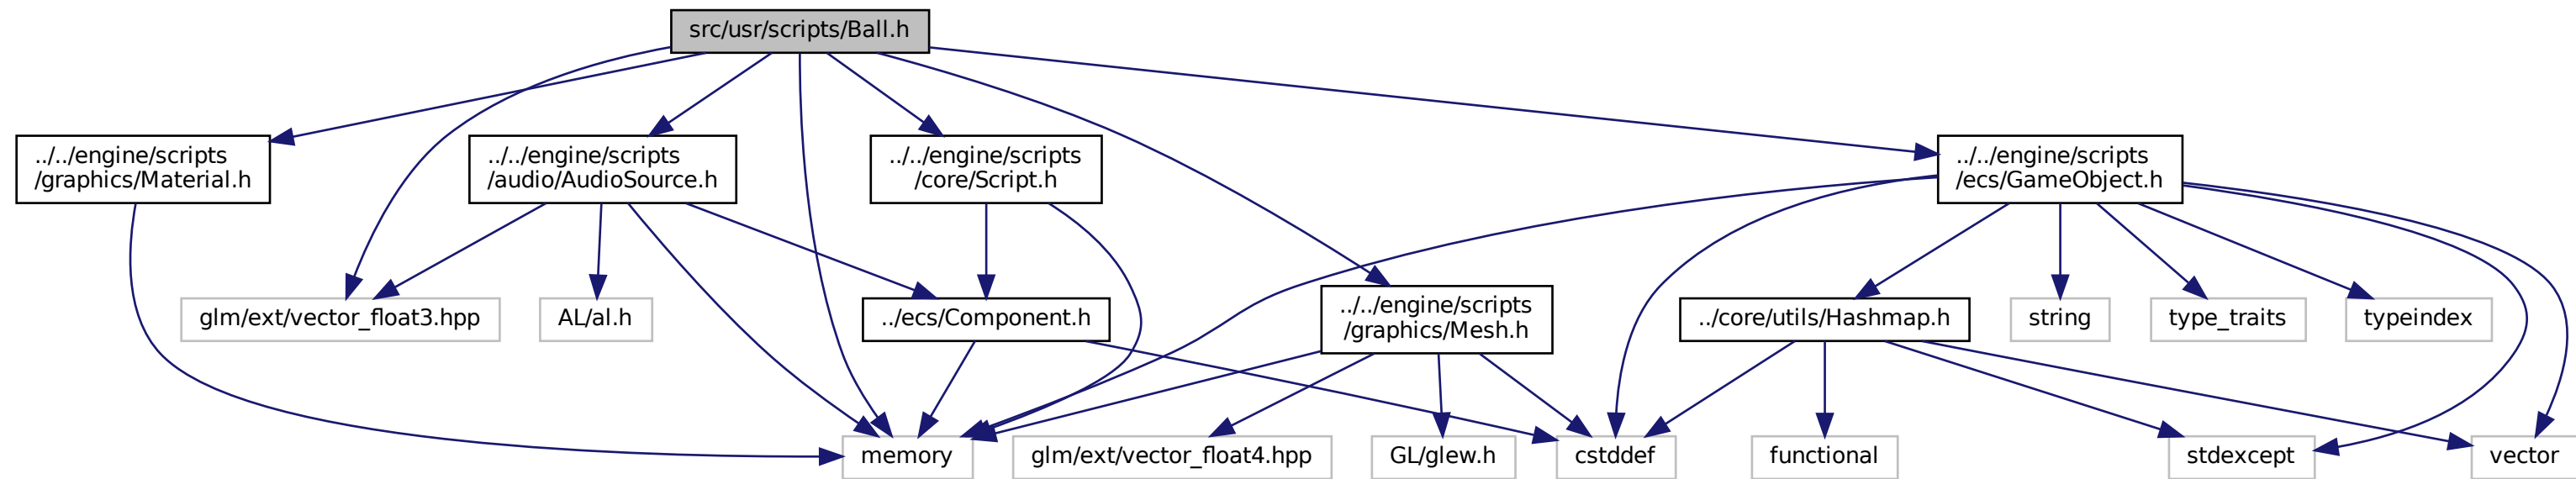 src/usr/scripts/Ball.h
../../engine/scripts
/graphics/Material.h
../../engine/scripts
/audio/AudioSource.h
../../engine/scripts
/core/Script.h
../../engine/scripts
/ecs/GameObject.h
glm/ext/vector_float3.hpp
AL/al.h
../ecs/Component.h
../../engine/scripts
/graphics/Mesh.h
../core/utils/Hashmap.h
string
type_traits
typeindex
memory
glm/ext/vector_float4.hpp
GL/glew.h
cstddef
functional
stdexcept
vector